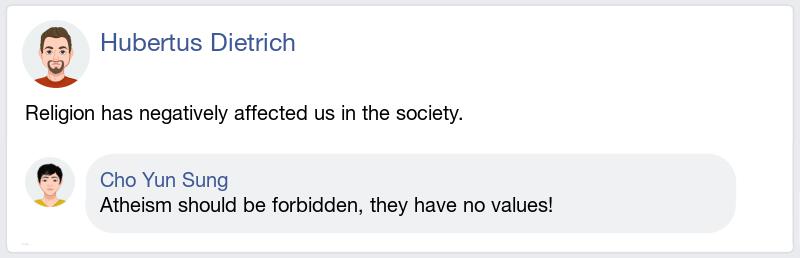 Hubertus Dietrich
Religion has negatively affected us in the society.
Cho Yun Sung
Atheism should be forbidden, they have no values!